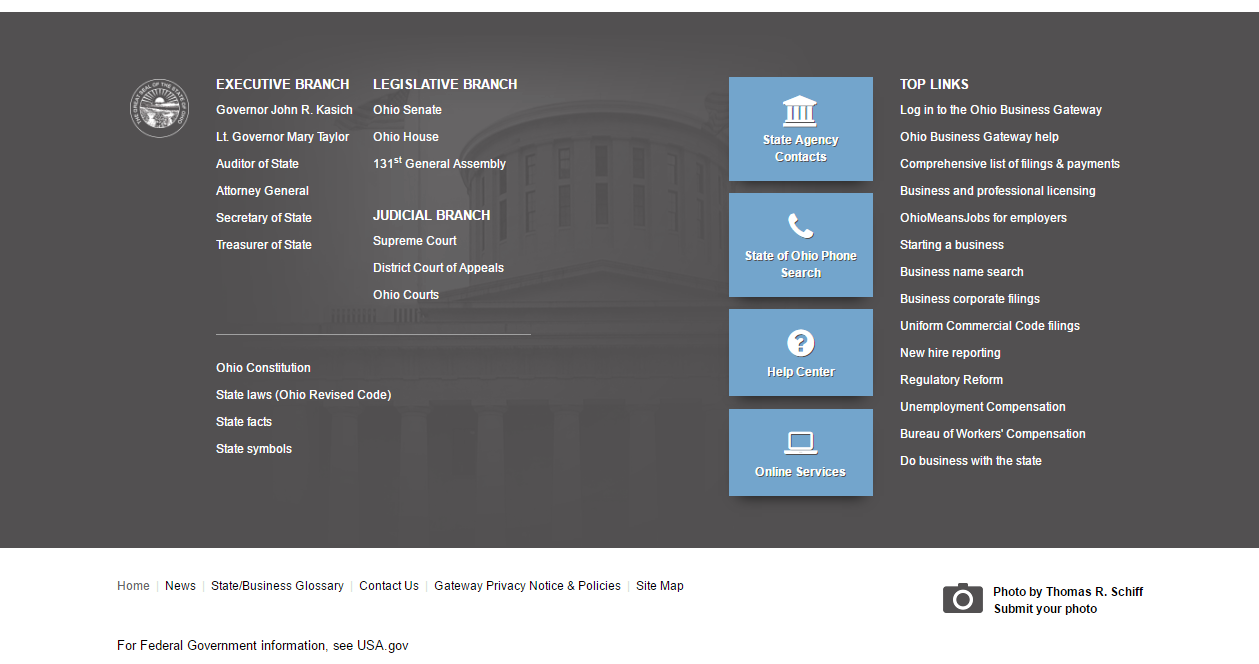 THE GREAT SEAL OF THE STATE OF OHIO
EXECUTIVE BRANCH
Governor John R. Kasich
Lt. Governor Mary Taylor
Auditor of State
Attorney General
Secretary of State
Treasurer of State
LEGISLATIVE BRANCH
Ohio Senate
Ohio House
131st General Assembly
JUDICIAL BRANCH
Supreme Court
District Court of Appeals
Ohio Courts
Ohio Constitution
State laws (Ohio Revised Code)
State facts
State symbols
State Agency
Contacts
State of Ohio Phone
Search
Help Center
Online Services
TOP LINKS
Log in to the Ohio Business Gateway
Ohio Business Gateway help
Comprehensive list of filings & payments
Business and professional licensing
OhioMeansJobs for employers
Starting a business
Business name search
Business corporate filings
Uniform Commercial Code filings
New hire reporting
Regulatory Reform
Unemployment Compensation
Bureau of Workers' Compensation
Do business with the state
Home | News | State/Business Glossary | Contact Us | Gateway Privacy Notice & Policies | Site Map
Photo by Thomas R. Schiff
Submit your photo
For Federal Government information, see USA.gov